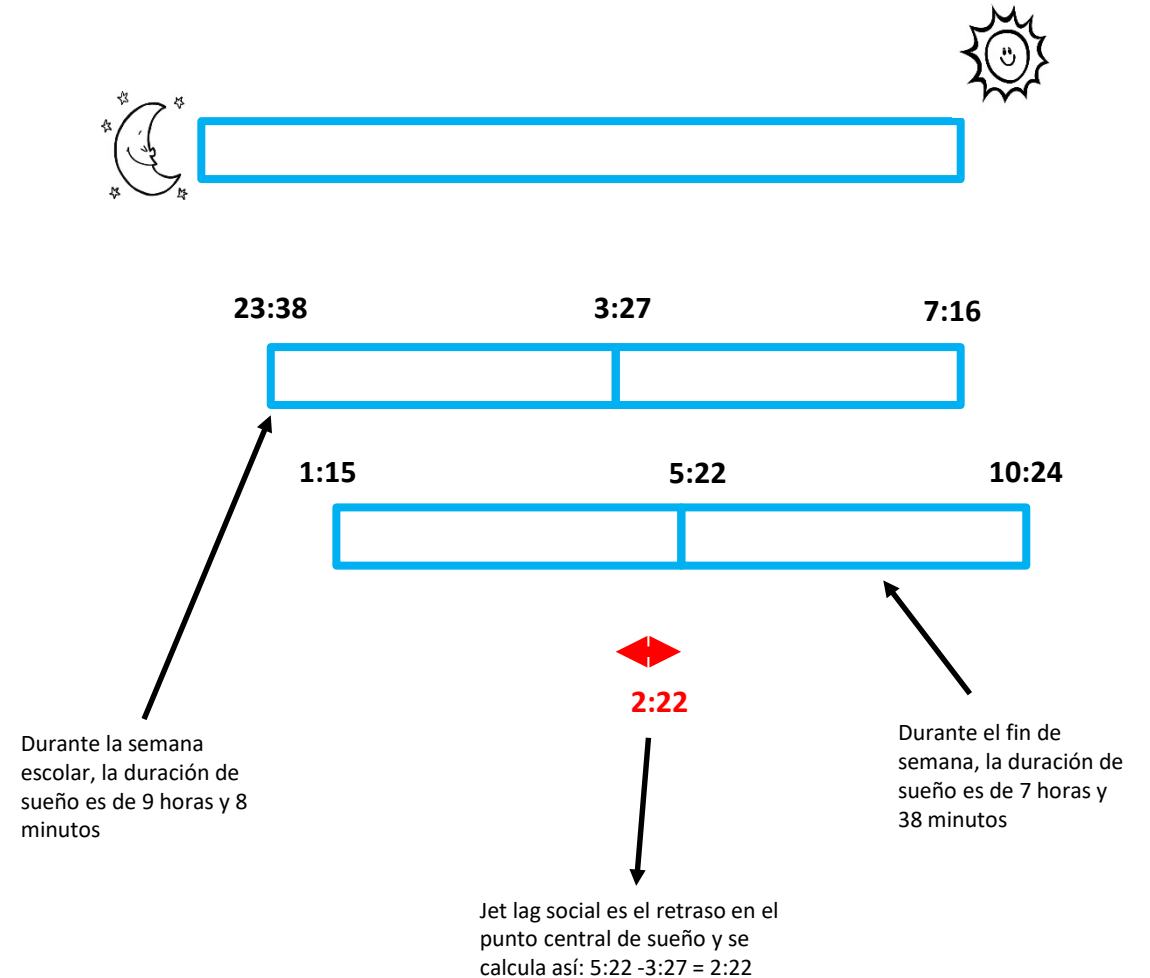 23:38 3:27 7:16
1:15 5:22 10:24
2:22
Durante la semana
escolar, la duración de
sueño es de 9 horas y 8
minutos
Durante el fin de
semana, la duración de
sueño es de 7 horas y
38 minutos
Jet lag social es el retraso en el
punto central de sueño y se
calcula así: 5:22 -3:27 = 2:22